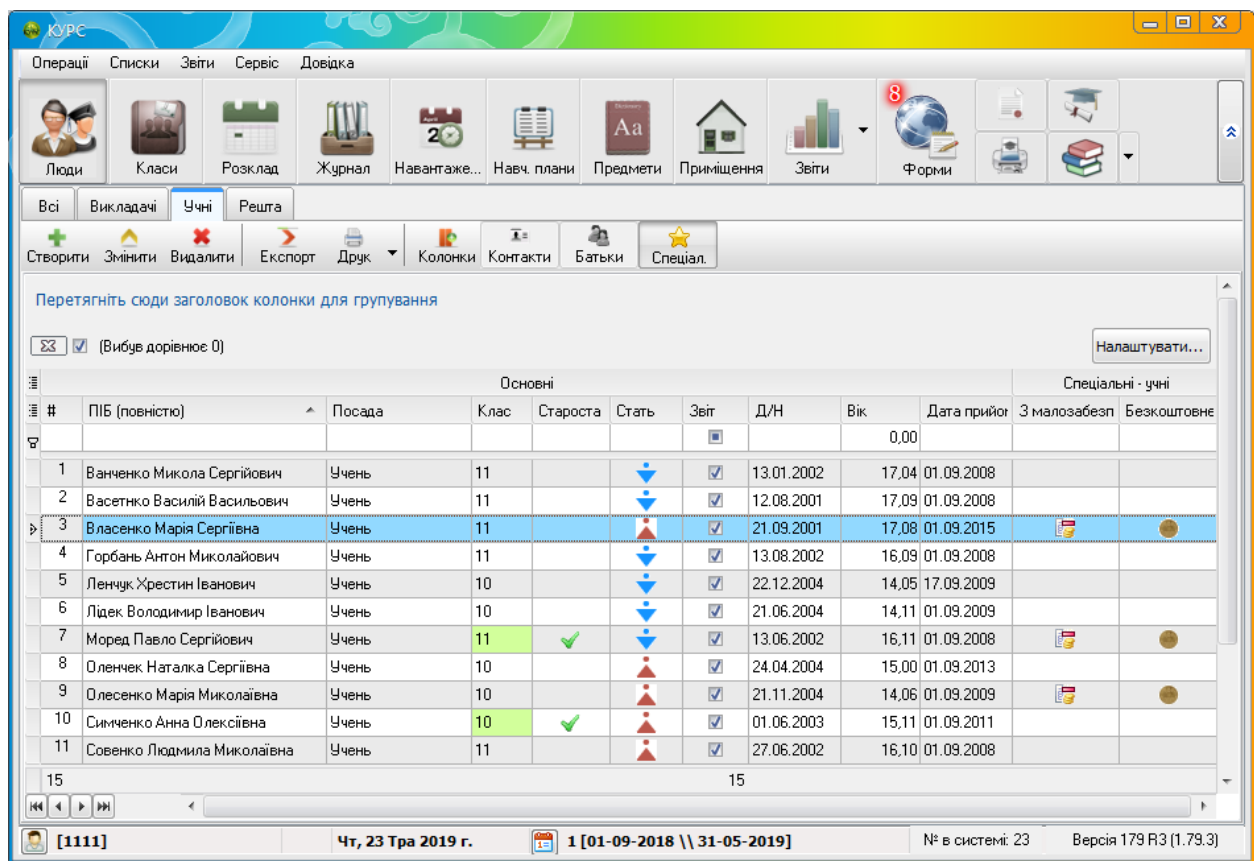 КУРС
Операції Списки Звіти Сервіс Довідка
8
Люди Класи Розклад Журнал Навантаже... Навч. плани Предмети Приміщення Звіти Форми
Всі Викладачі Учні Решта
Створити Змінити Видалити Експорт Друк Колонки Контакти Батьки Спеціал.
Перетягніть сюди заголовок колонки для групування
(Вибув дорівнює 0) Налаштувати...
Основні Спеціальні - учні
# ПІБ (повністю) Посада Клас Староста Стать Звіт Д/Н Вік Дата прийог З малозабезп Безкоштовне
0,00
1 Ванченко Микола Сергійович Учень 11 13.01.2002 17,04 01.09.2008
2 Васетнко Василій Васильович Учень 11 12.08.2001 17,09 01.09.2008
3 Власенко Марія Сергіївна Учень 11 21.09.2001 17,08 01.09.2015
4 Горбань Антон Миколайович Учень 11 13.08.2002 16,09 01.09.2008
5 Ленчук Хрестин Іванович Учень 10 22.12.2004 14,05 17.09.2009
6 Лідек Володимир Іванович Учень 10 21.06.2004 14,11 01.09.2009
7 Моред Павло Сергійович Учень 11 13.06.2002 16,11 01.09.2008
8 Оленчек Наталка Сергіївна Учень 10 24.04.2004 15,00 01.09.2013
9 Олесенко Марія Миколаївна Учень 10 21.11.2004 14,06 01.09.2009
10 Симченко Анна Олексіївна Учень 10 01.06.2003 15,11 01.09.2011
11 Совенко Людмила Миколаївна Учень 11 27.06.2002 16,10 01.09.2008
15 15
[1111] Чт, 23 Тра 2019 г. 1 [01-09-2018 \\ 31-05-2019] № в системі: 23 Версія 179 R3 (1.79.3)